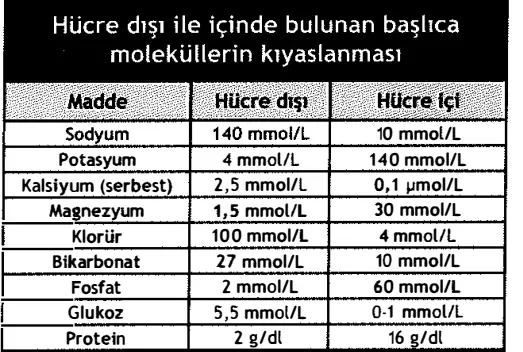 Hücre dışı ile içinde bulunan başlıca
moleküllerin kıyaslanması
Madde Hücre dışı Hücre içi
Sodyum 140 mmol/L 10 mmol/L
Potasyum 4 mmol/L 140 mmol/L
Kalsiyum (serbest) 2,5 mmol/L 0,1 µmol/L
Magnezyum 1,5 mmol/L 30 mmol/L
Klorür 100 mmol/L 4 mmol/L
Bikarbonat 27 mmol/L 10 mmol/L
Fosfat 2 mmol/L 60 mmol/L
Glukoz 5,5 mmol/L 0-1 mmol/L
Protein 2 g/dl 16 g/dl